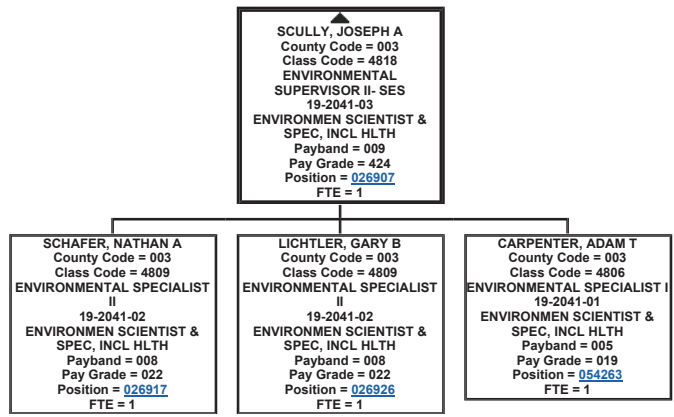 SCULLY, JOSEPH A
County Code = 003
Class Code = 4818
ENVIRONMENTAL
SUPERVISOR II- SES
19-2041-03
ENVIRONMEN SCIENTIST &
SPEC, INCL HLTH
Payband = 009
Pay Grade = 424
Position = 026907
FTE = 1
SCHAFER, NATHAN A
County Code = 003
Class Code = 4809
ENVIRONMENTAL SPECIALIST
II
19-2041-02
ENVIRONMEN SCIENTIST &
SPEC, INCL HLTH
Payband = 008
Pay Grade = 022
Position = 026917
FTE = 1
LICHTLER, GARY B
County Code = 003
Class Code = 4809
ENVIRONMENTAL SPECIALIST
II
19-2041-02
ENVIRONMEN SCIENTIST &
SPEC, INCL HLTH
Payband = 008
Pay Grade = 022
Position = 026926
FTE = 1
CARPENTER, ADAM T
County Code = 003
Class Code = 4806
ENVIRONMENTAL SPECIALIST I
19-2041-01
ENVIRONMEN SCIENTIST &
SPEC, INCL HLTH
Payband = 005
Pay Grade = 019
Position = 054263
FTE = 1